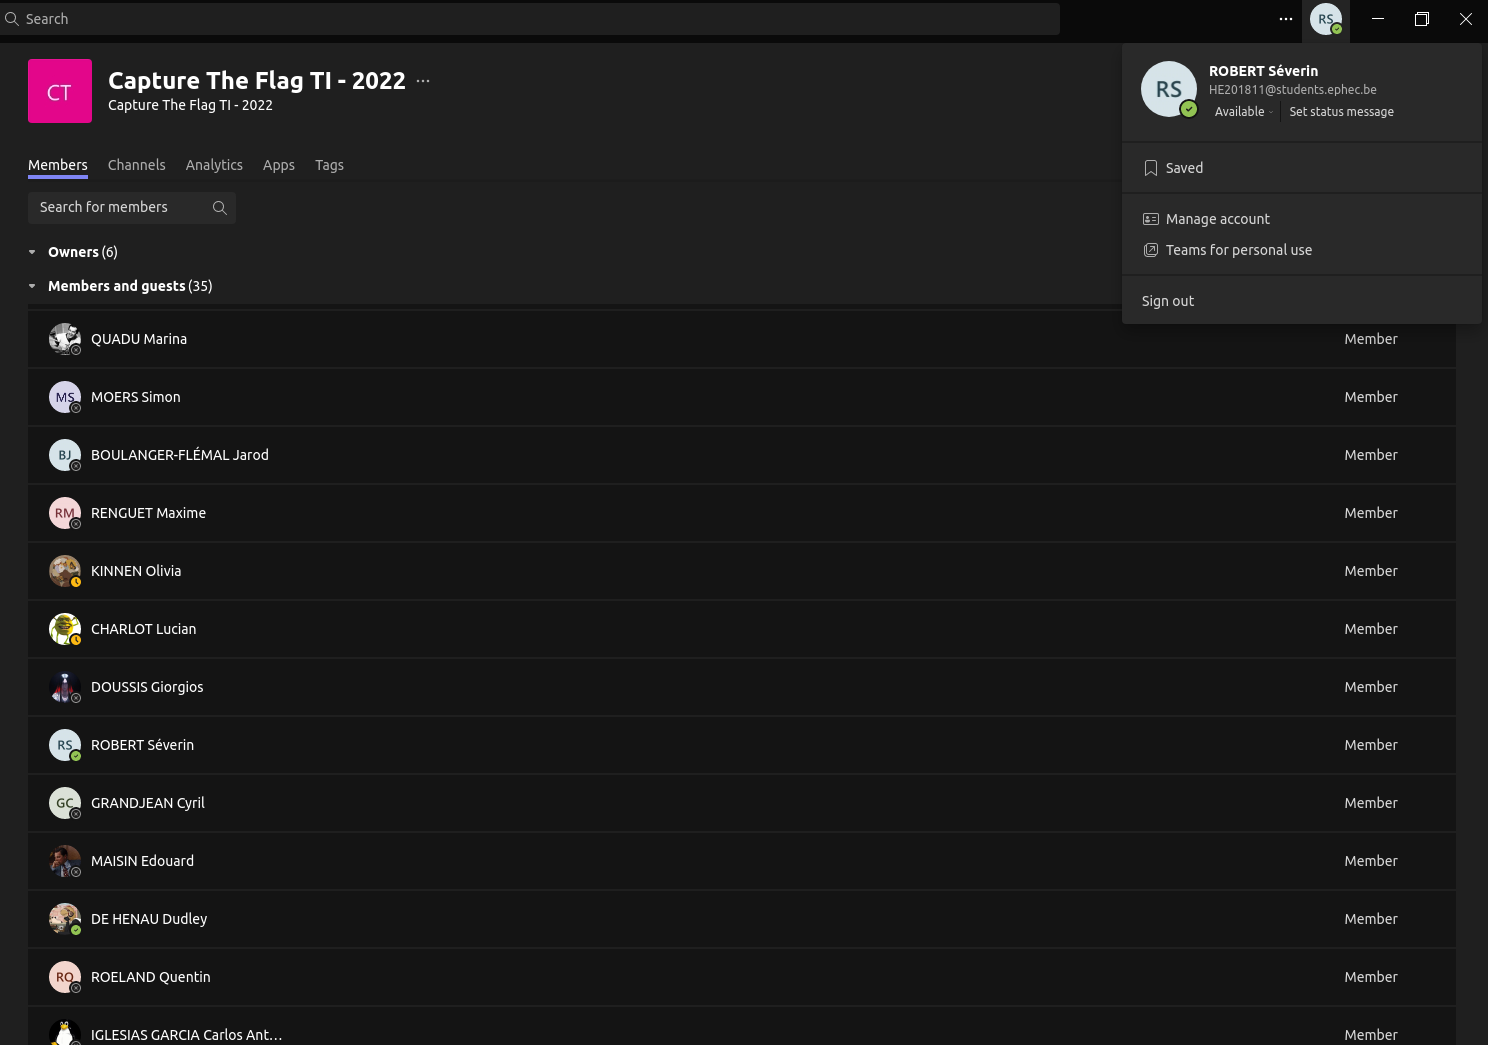 Search
RS
CT
Capture The Flag TI - 2022
Capture The Flag TI - 2022
RS
ROBERT Séverin
HE201811@students.ephec.be
Available
Set status message
Saved
Manage account
Teams for personal use
Sign out
Members Channels Analytics Apps Tags
Search for members
Owners (6)
Members and guests (35)
QUADU Marina Member
MS MOERS Simon Member
BJ BOULANGER-FLÉMAL Jarod Member
RM RENGUET Maxime Member
KINNEN Olivia Member
CHARLOT Lucian Member
DOUSSIS Giorgios Member
RS ROBERT Séverin Member
GC GRANDJEAN Cyril Member
MAISIN Edouard Member
DE HENAU Dudley Member
RQ ROELAND Quentin Member
IGLESIAS GARCIA Carlos Ant... Member